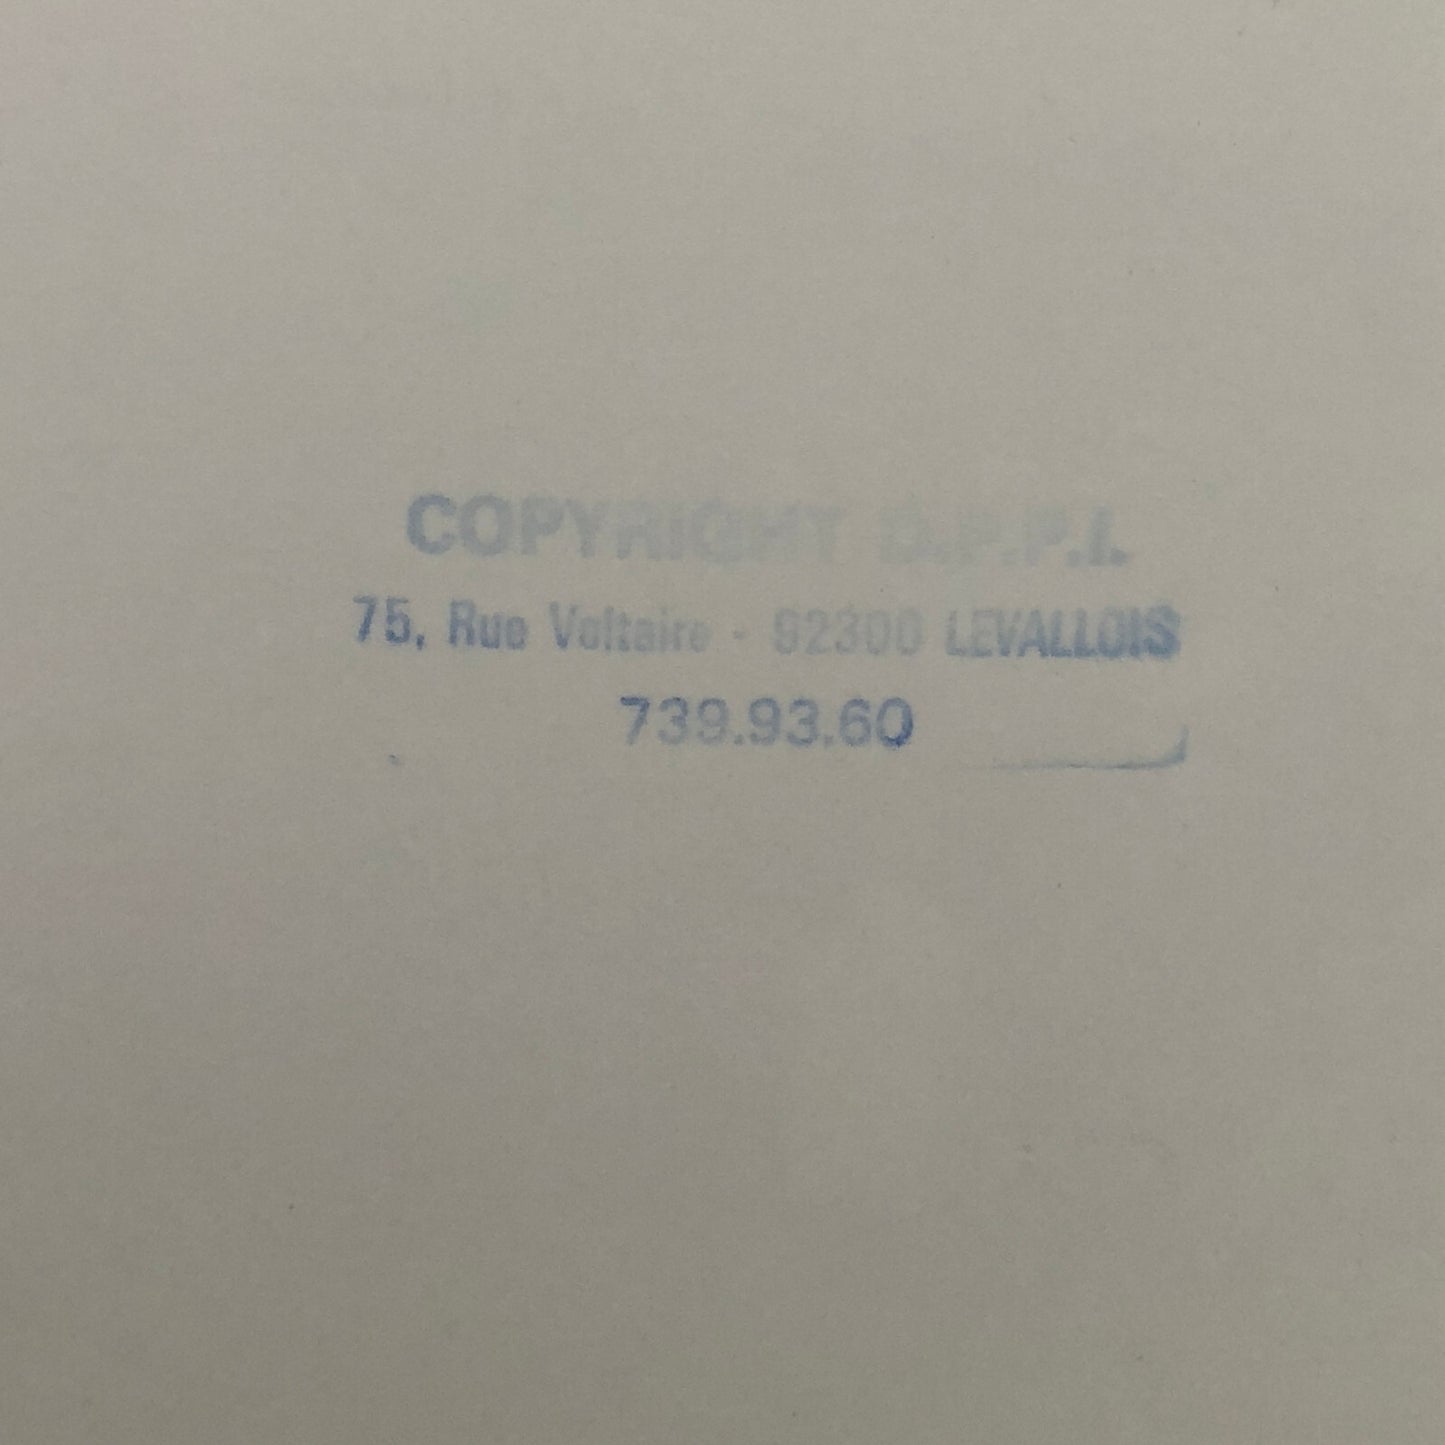 COPYRIGHT D.P.P.I.
75, Rue Voltaire - 92300 LEVALLOIS
739.93.60